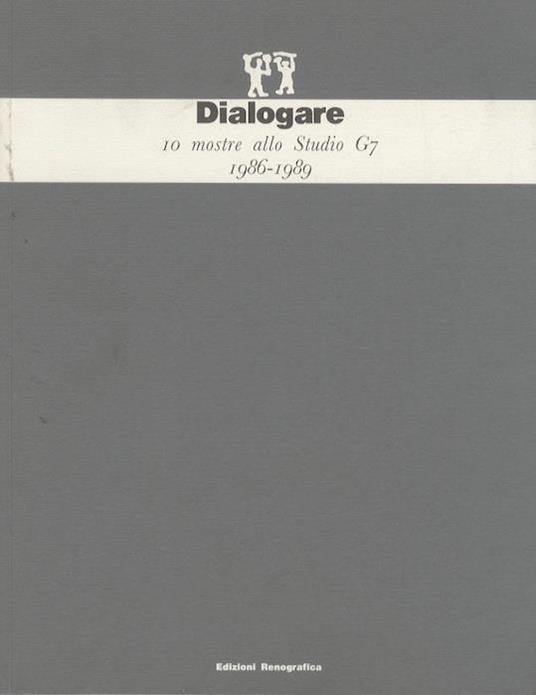 Dialogare
10 mostre allo Studio G7
1986-1989
Edizioni Renografica